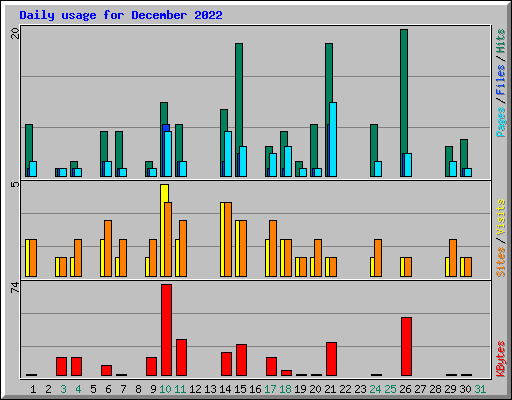 Daily usage for December 2022
20
5
74
Pages / Files / Hits
Sites / Visits
KBytes
1 2 3 4 5 6 7 8 9 10 11 12 13 14 15 16 17 18 19 20 21 22 23 24 25 26 27 28 29 30 31